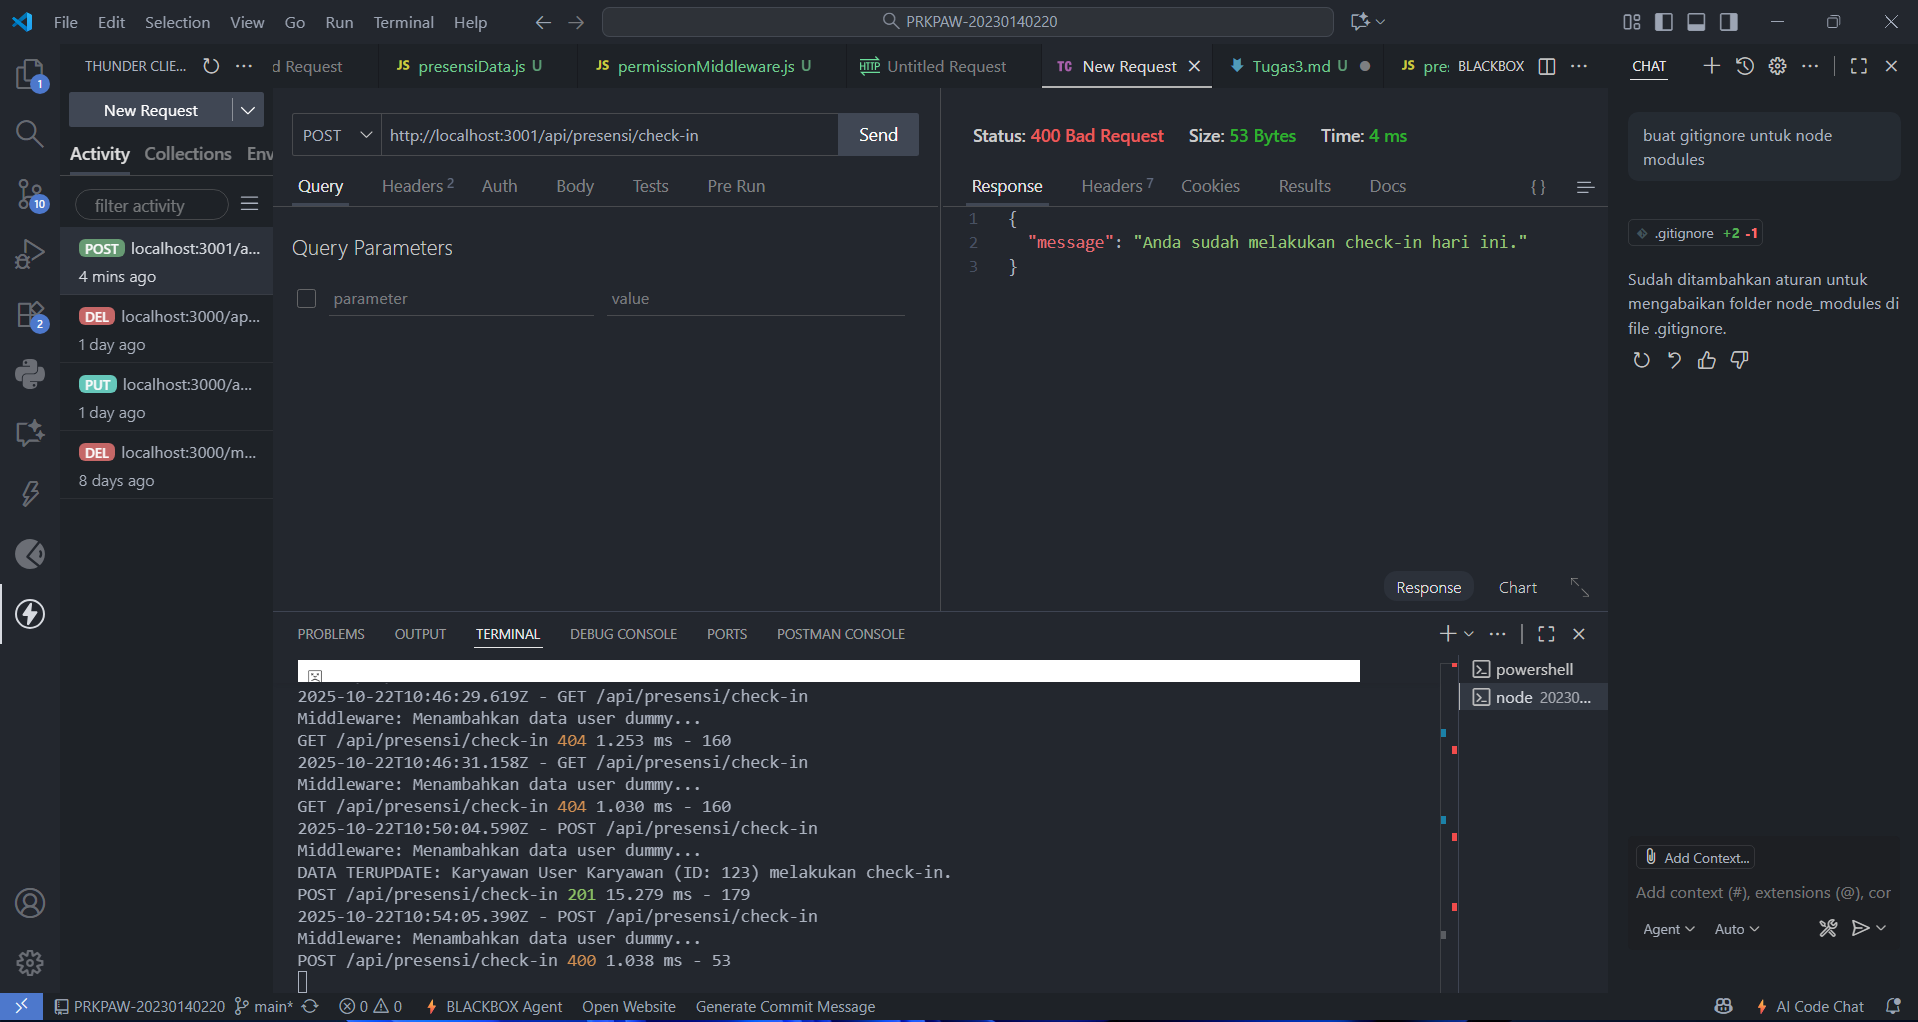 File Edit Selection View Go Run Terminal Help
PRKPAW-20230140220
THUNDER CLIE...
d Request
JS presensiData.js U
JS permissionMiddleware.js U
HTTP Untitled Request
TC New Request
Tugas3.md U
JS pre
BLACKBOX
CHAT
New Request
Activity Collections Env
filter activity
POST localhost:3001/a...
4 mins ago
DEL localhost:3000/ap...
1 day ago
PUT localhost:3000/a...
1 day ago
DEL localhost:3000/m...
8 days ago
1
10
2
POST http://localhost:3001/api/presensi/check-in Send
Query Headers 2 Auth Body Tests Pre Run
Query Parameters
parameter value
Status: 400 Bad Request Size: 53 Bytes Time: 4 ms
Response Headers 7 Cookies Results Docs { }
1 {
2 "message": "Anda sudah melakukan check-in hari ini."
3 }
Response Chart
PROBLEMS OUTPUT TERMINAL DEBUG CONSOLE PORTS POSTMAN CONSOLE
2025-10-22T10:46:29.619Z - GET /api/presensi/check-in
Middleware: Menambahkan data user dummy...
GET /api/presensi/check-in 404 1.253 ms - 160
2025-10-22T10:46:31.158Z - GET /api/presensi/check-in
Middleware: Menambahkan data user dummy...
GET /api/presensi/check-in 404 1.030 ms - 160
2025-10-22T10:50:04.590Z - POST /api/presensi/check-in
Middleware: Menambahkan data user dummy...
DATA TERUPDATE: Karyawan User Karyawan (ID: 123) melakukan check-in.
POST /api/presensi/check-in 201 15.279 ms - 179
2025-10-22T10:54:05.390Z - POST /api/presensi/check-in
Middleware: Menambahkan data user dummy...
POST /api/presensi/check-in 400 1.038 ms - 53
powershell
node 20230...
buat gitignore untuk node
modules
.gitignore +2 -1
Sudah ditambahkan aturan untuk
mengabaikan folder node_modules di
file .gitignore.
Add Context...
Add context (#), extensions (@), cor
Agent Auto
PRKPAW-20230140220 main* 0 0 BLACKBOX Agent Open Website Generate Commit Message AI Code Chat